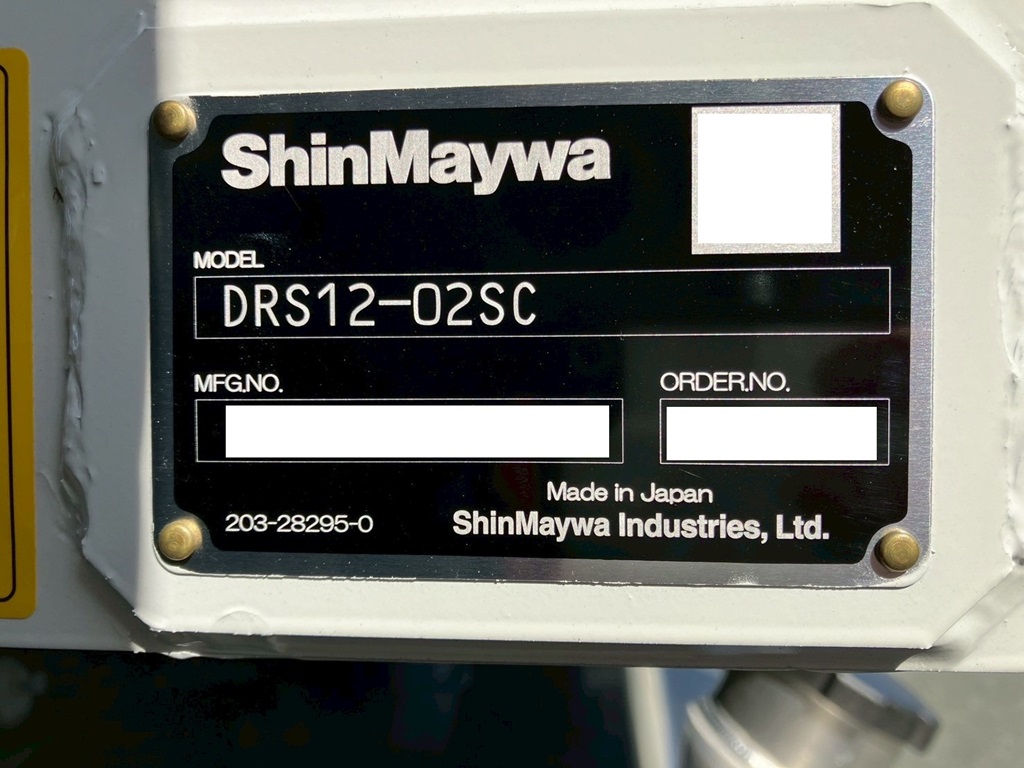 ShinMaywa
MODEL
DRS12-02SC
MFG.NO.
ORDER.NO.
Made in Japan
203-28295-0
ShinMaywa Industries, Ltd.